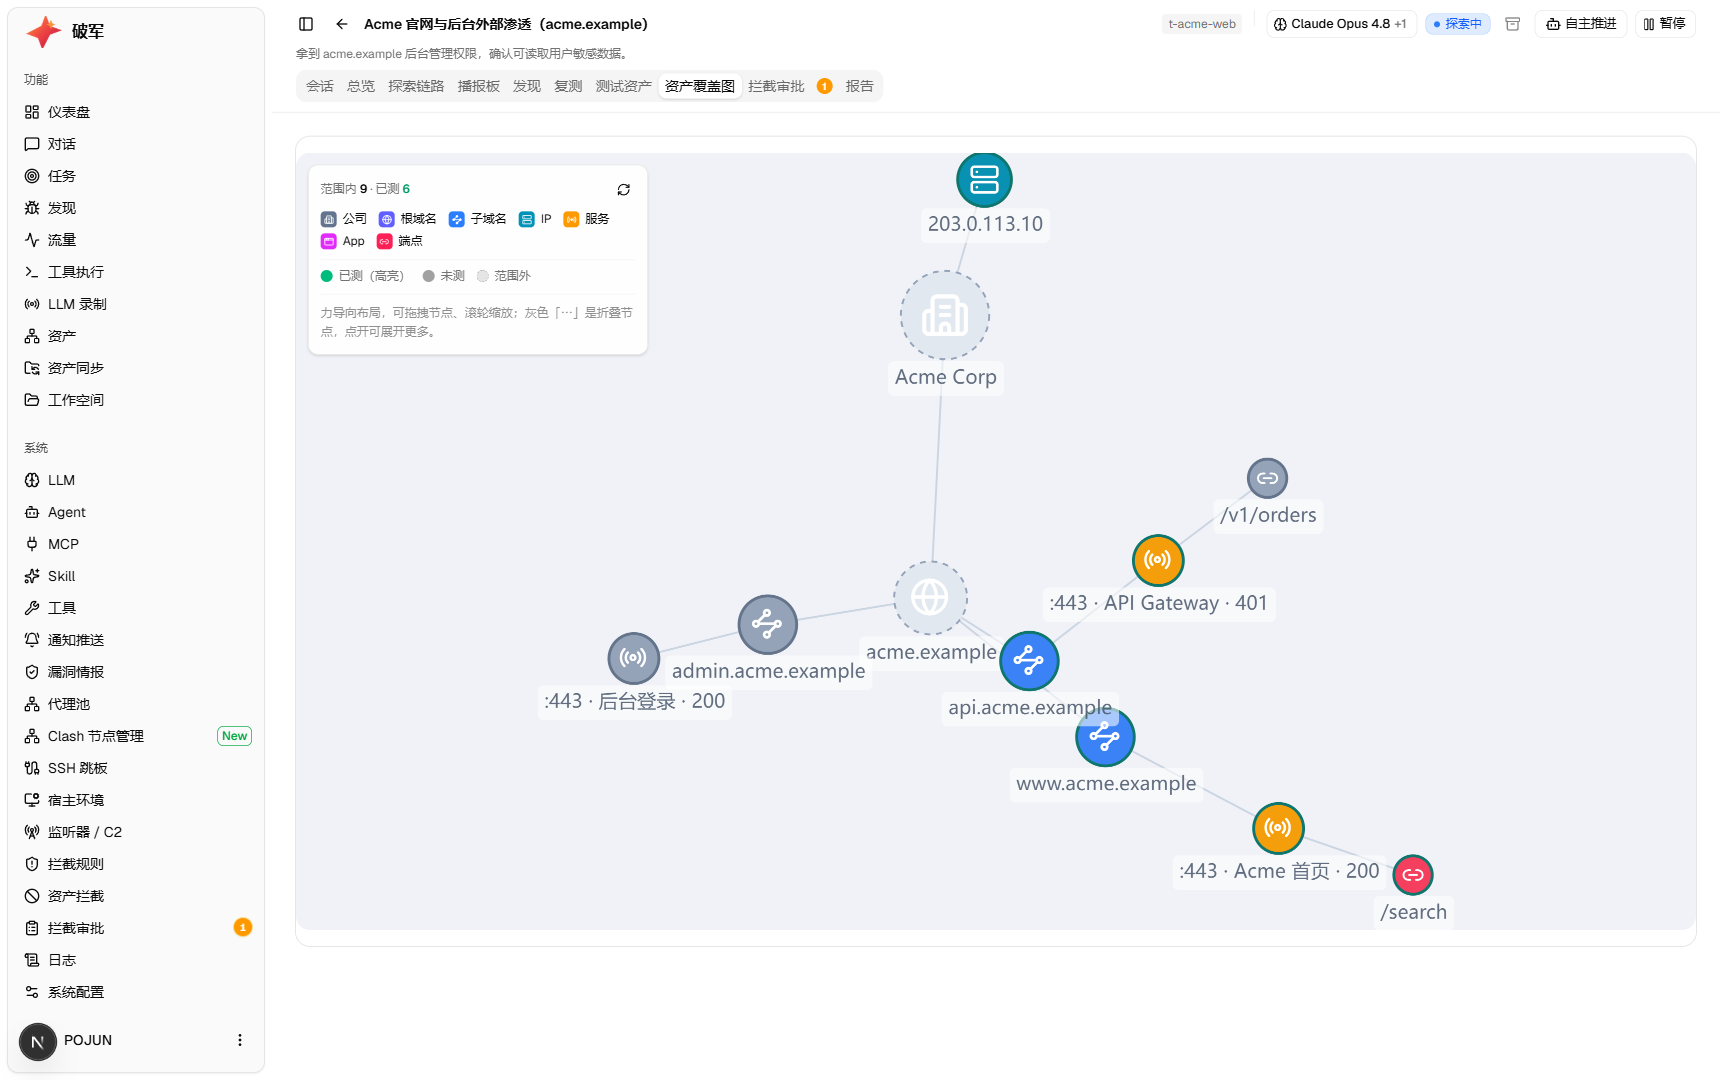 破军
功能
仪表盘
对话
任务
发现
流量
工具执行
LLM 录制
资产
资产同步
工作空间
系统
LLM
Agent
MCP
Skill
工具
通知推送
漏洞情报
代理池
Clash 节点管理 New
SSH 跳板
宿主环境
监听器 / C2
拦截规则
资产拦截
拦截审批 1
日志
系统配置
N POJUN
Acme 官网与后台外部渗透（acme.example）
t-acme-web Claude Opus 4.8 +1 探索中 自主推进 暂停
拿到 acme.example 后台管理权限，确认可读取用户敏感数据。
会话 总览 探索链路 播报板 发现 复测 测试资产 资产覆盖图 拦截审批 1 报告
范围内 9 · 已测 6
公司 根域名 子域名 IP 服务
App 端点
已测（高亮） 未测 范围外
力导向布局，可拖拽节点、滚轮缩放；灰色「⋯」是折叠节
点，点开可展开更多。
203.0.113.10
Acme Corp
/v1/orders
:443 · API Gateway · 401
acme.example
admin.acme.example
:443 · 后台登录 · 200
api.acme.example
www.acme.example
:443 · Acme 首页 · 200
/search